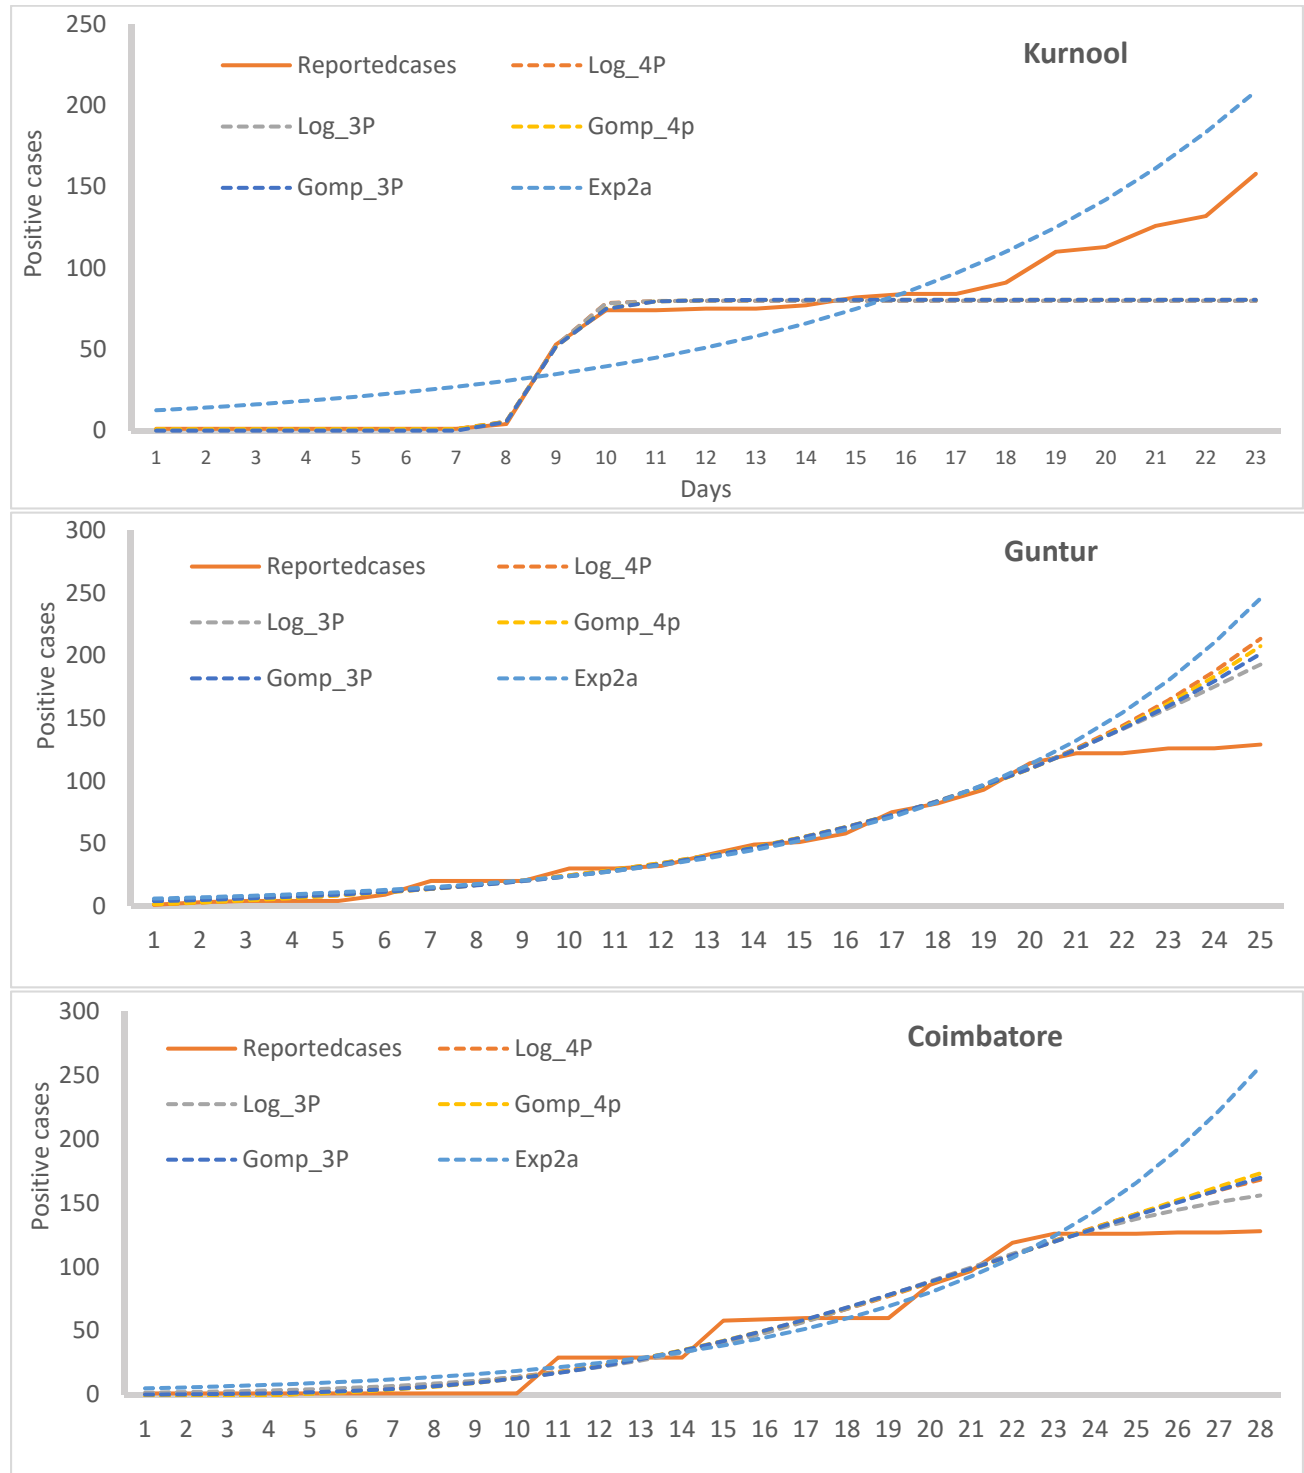 250
200
150
100
50
0
Positive cases
Kurnool
Reportedcases Log_4P
Log_3P Gomp_4p
Gomp_3P Exp2a
1 2 3 4 5 6 7 8 9 10 11 12 13 14 15 16 17 18 19 20 21 22 23
Days
300
250
200
150
100
50
0
Positive cases
Guntur
Reportedcases Log_4P
Log_3P Gomp_4p
Gomp_3P Exp2a
1 2 3 4 5 6 7 8 9 10 11 12 13 14 15 16 17 18 19 20 21 22 23 24 25
300
250
200
150
100
50
0
Positive cases
Coimbatore
Reportedcases Log_4P
Log_3P Gomp_4p
Gomp_3P Exp2a
1 2 3 4 5 6 7 8 9 10 11 12 13 14 15 16 17 18 19 20 21 22 23 24 25 26 27 28